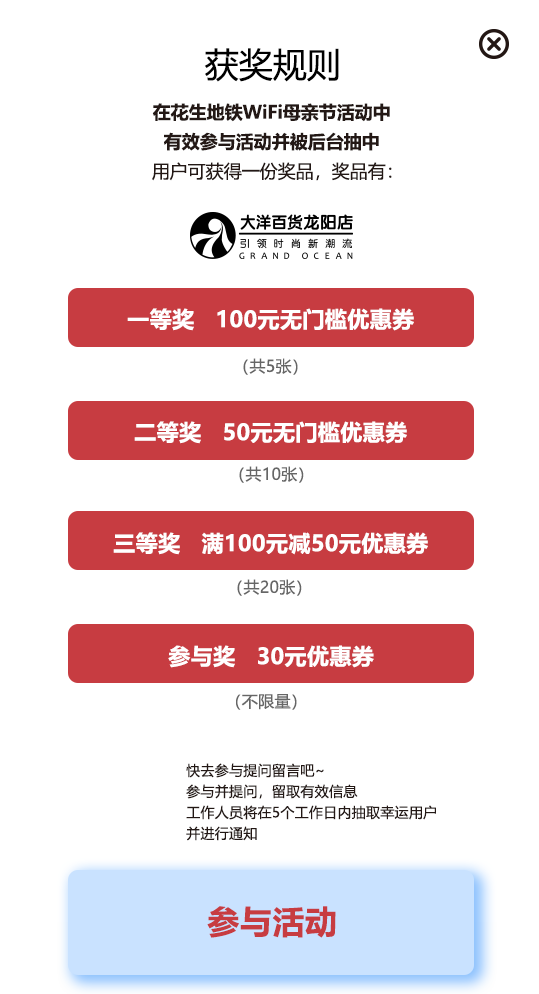 获奖规则
在花生地铁WiFi母亲节活动中
有效参与活动并被后台抽中
用户可获得一份奖品，奖品有：
大洋百货龙阳店
引领时尚新潮流
GRAND OCEAN
一等奖 100元无门槛优惠券
（共5张）
二等奖 50元无门槛优惠券
（共10张）
三等奖 满100元减50元优惠券
（共20张）
参与奖 30元优惠券
（不限量）
快去参与提问留言吧~
参与并提问，留取有效信息
工作人员将在5个工作日内抽取幸运用户
并进行通知
参与活动